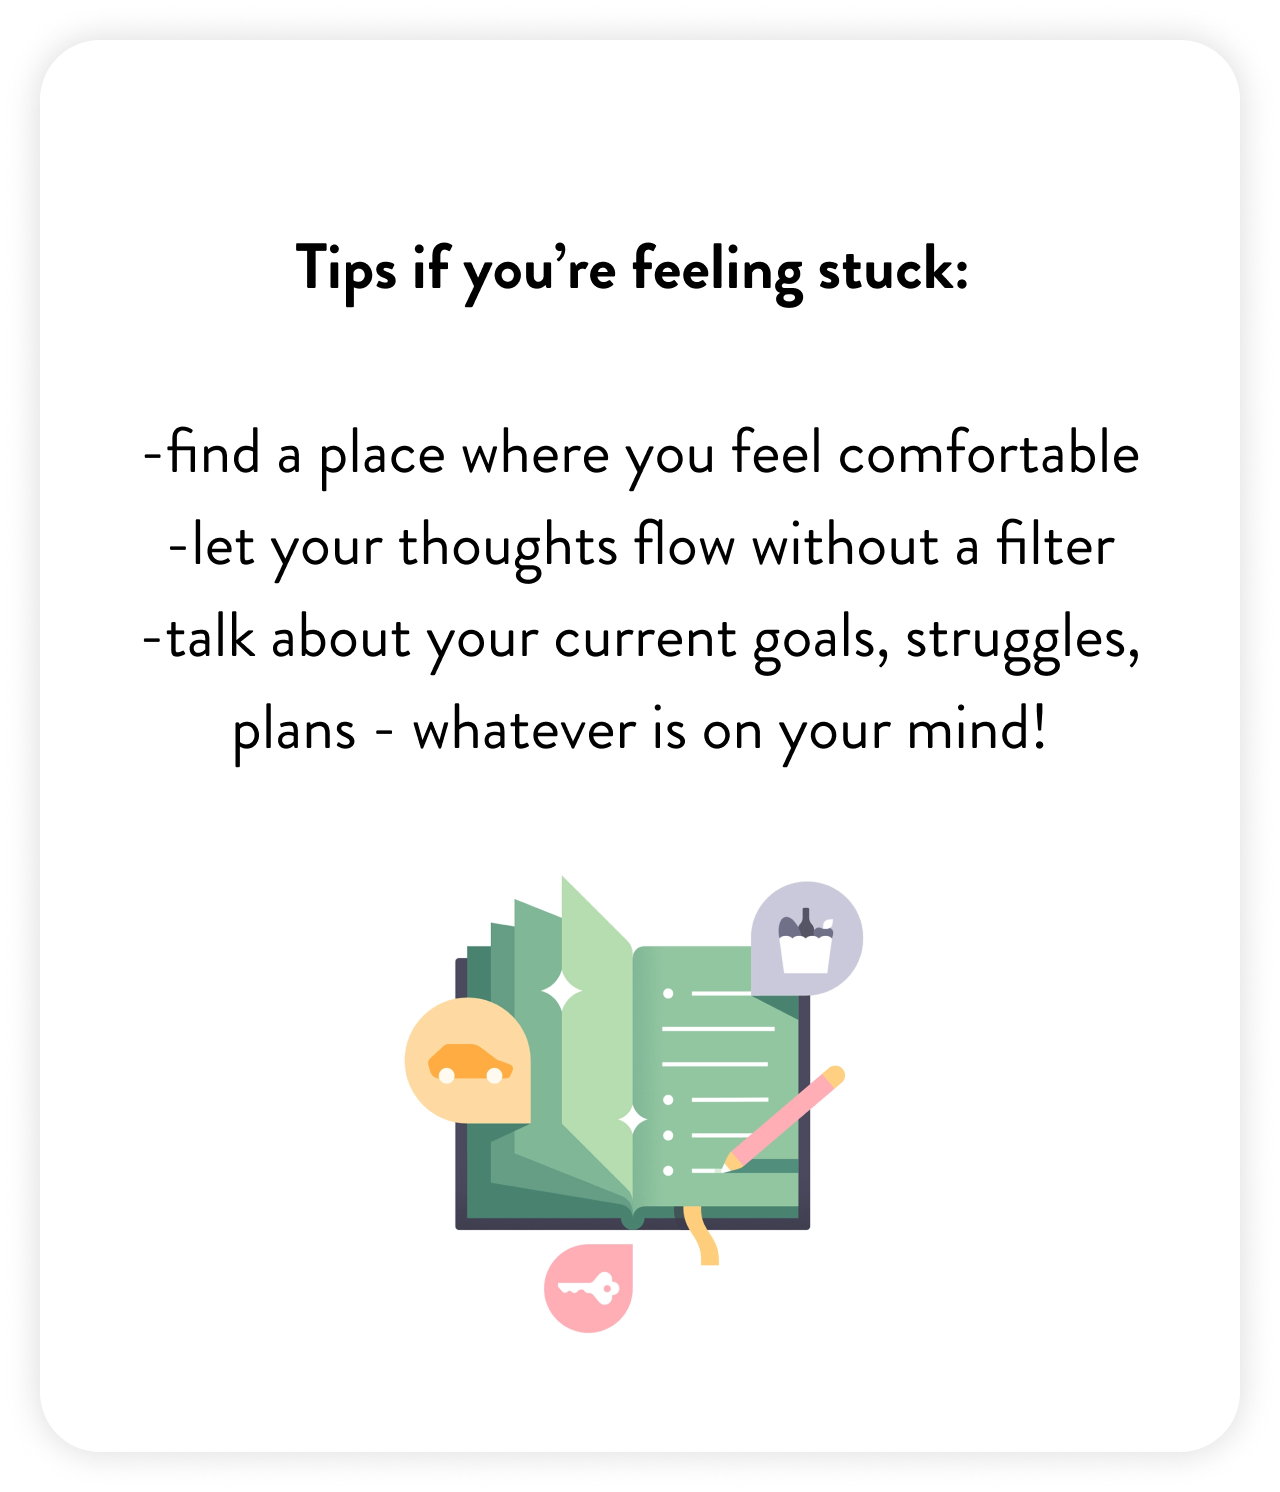 Tips if you’re feeling stuck:
-find a place where you feel comfortable
-let your thoughts flow without a filter
-talk about your current goals, struggles,
plans - whatever is on your mind!